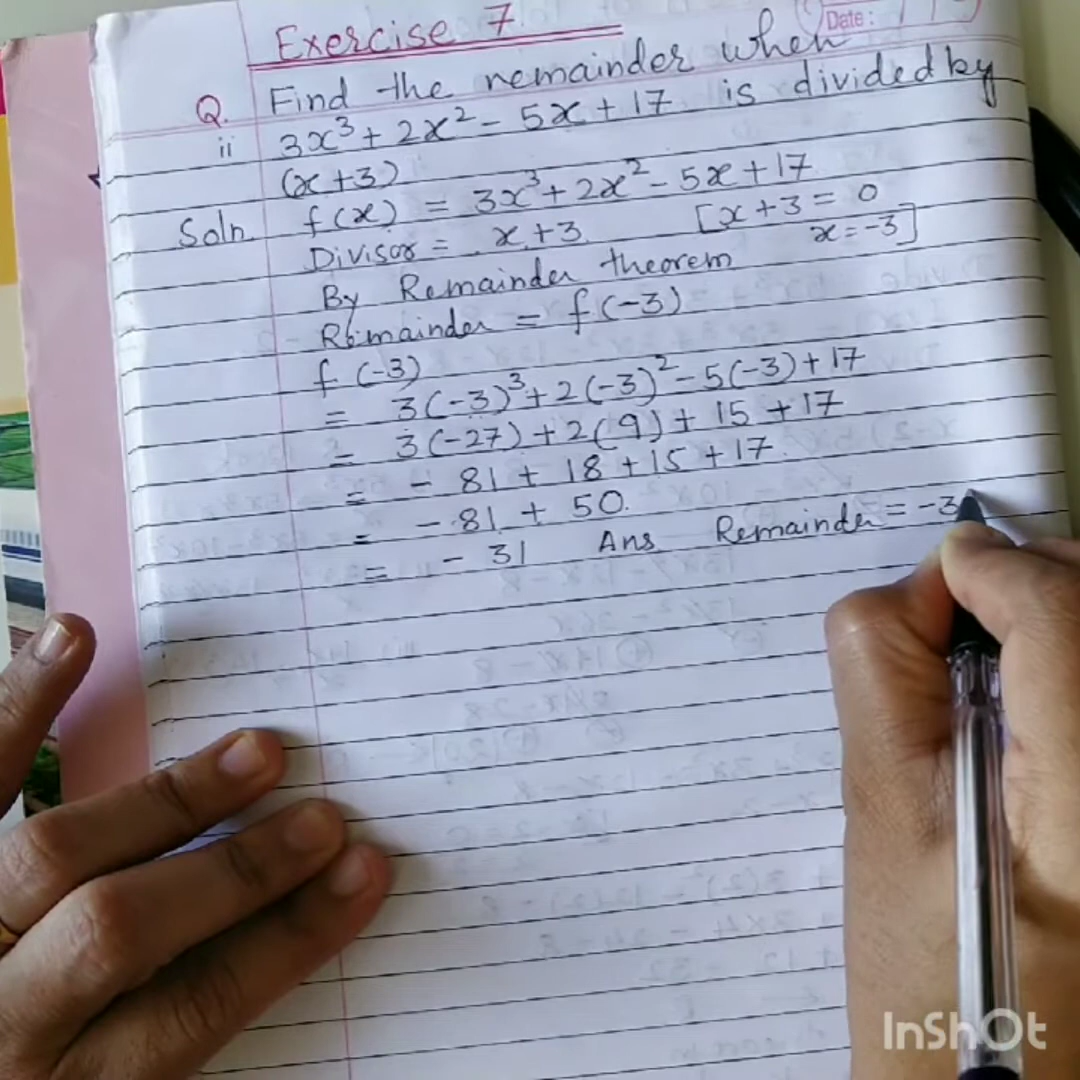 Date :
Exercise 7
Q. Find the remainder when
ii 3x³ + 2x² - 5x + 17 is divided by
(x + 3)
Soln. f(x) = 3x³ + 2x² - 5x + 17
Divisor = x + 3 [x + 3 = 0
x = -3]
By Remainder theorem
Remainder = f(-3)
f(-3)
= 3(-3)³ + 2(-3)² - 5(-3) + 17
= 3(-27) + 2(9) + 15 + 17
= - 81 + 18 + 15 + 17
= - 81 + 50.
= - 31 Ans Remainder = -3
InShOt